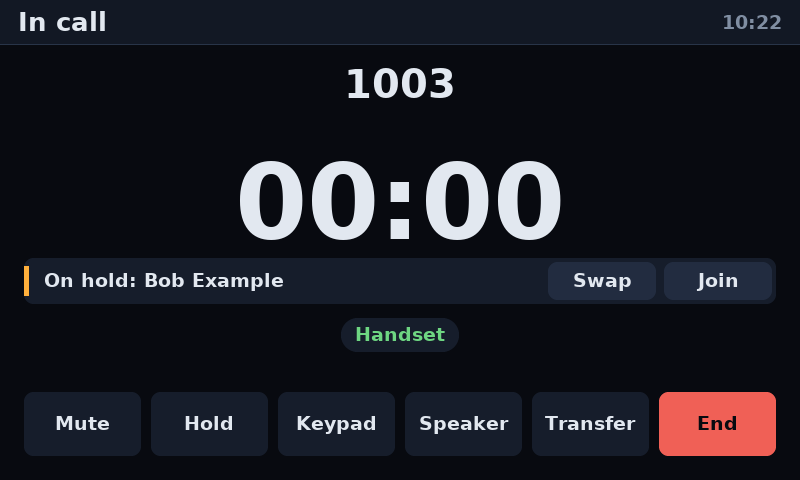 In call 10:22
1003
00:00
On hold: Bob Example Swap Join
Handset
Mute Hold Keypad Speaker Transfer End